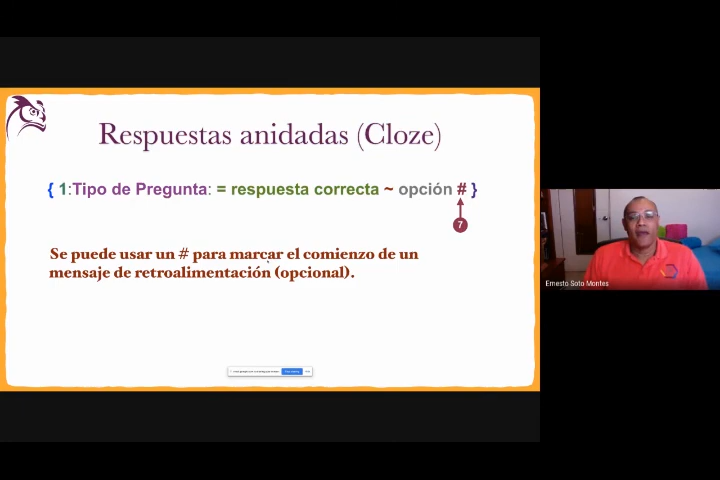 Respuestas anidadas (Cloze)
{ 1:Tipo de Pregunta: = respuesta correcta ~ opción # }
7
Se puede usar un # para marcar el comienzo de un
mensaje de retroalimentación (opcional).
Ernesto Soto Montes